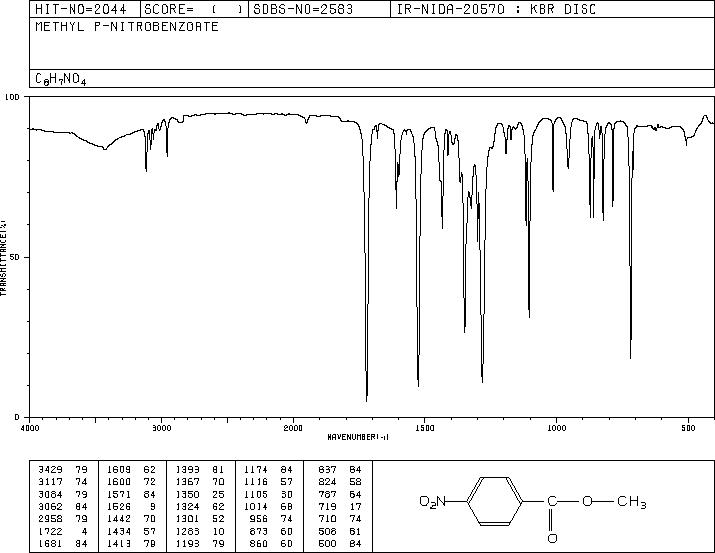 HIT-NO=2044 SCORE= ( ) SDBS-NO=2583 IR-NIDA-20570 : KBR DISC
METHYL P-NITROBENZOATE
C8H7NO4
100
50
0
TRANSMITTANCE(%)
4000 3000 2000 1500 1000 500
WAVENUMBER(-1)
3429 79 1609 62 1393 81 1174 84 837 84
3117 74 1600 72 1367 70 1116 57 824 58
3084 79 1571 84 1350 25 1105 30 787 64
3062 84 1526 9 1324 62 1014 68 719 17
2958 79 1442 70 1301 52 956 74 710 74
1722 4 1434 57 1283 10 873 60 508 81
1681 84 1413 79 1193 79 860 60 500 84
O2N C O CH3
O